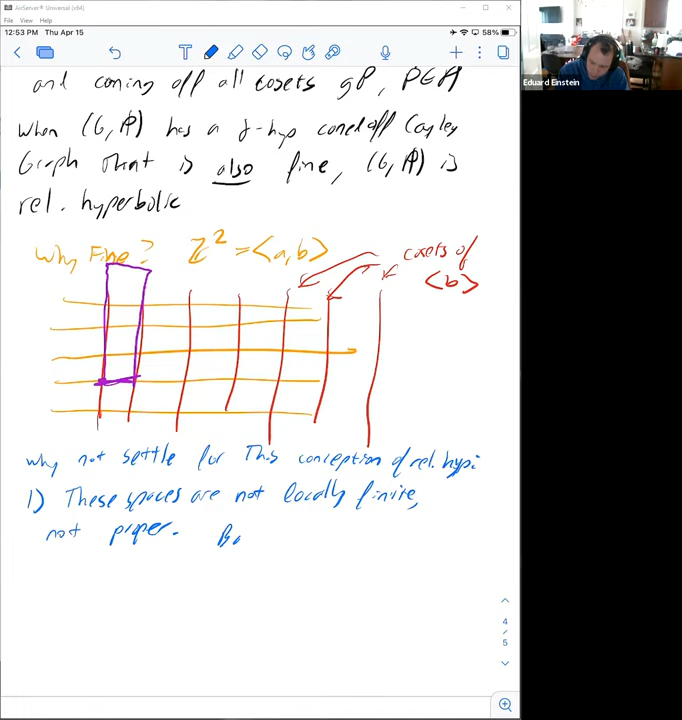 AirServer® Universal (x64)
File View Help
12:53 PM Thu Apr 15
58%
T
Eduard Einstein
and coning off all cosets gP, P∈ℙ
When (G, ℙ) has a δ-hyp coned off Cayley
Graph that is also fine, (G, ℙ) is
rel. hyperbolic
Why Fine? ℤ² = <a,b>
cosets of
<b>
why not settle for This conception of rel. hyp:
1) These spaces are not locally finite,
not proper.
4
/
5